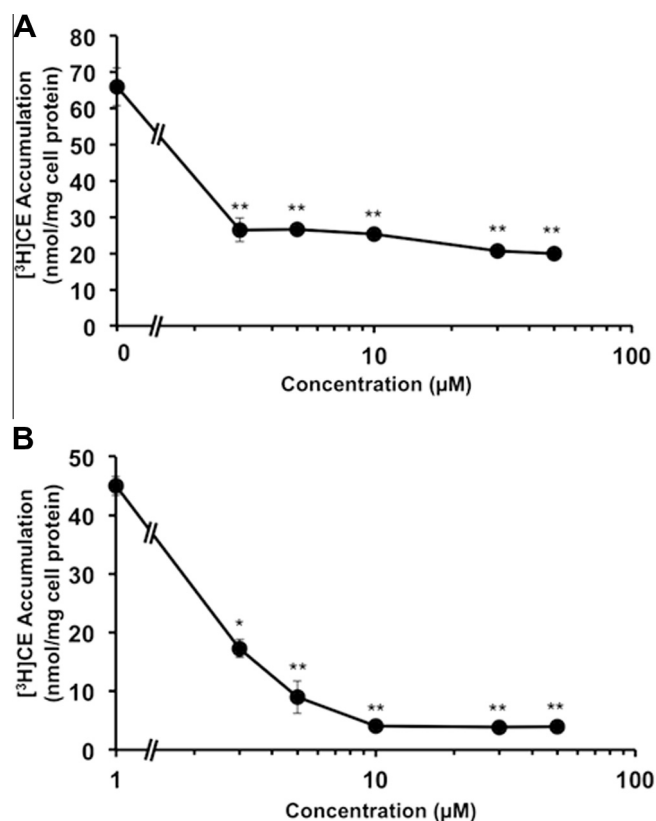 A
80
70
60
50
40
30
20
10
0
[³H]CE Accumulation
(nmol/mg cell protein)
** ** ** ** **
0 10 100
Concentration (µM)
B
50
40
30
20
10
0
[³H]CE Accumulation
(nmol/mg cell protein)
* ** ** ** **
1 10 100
Concentration (µM)